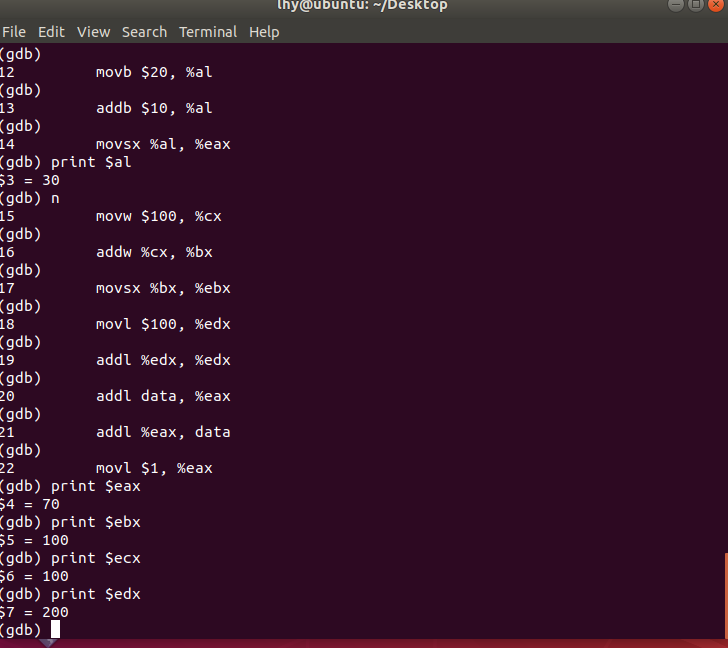 lhy@ubuntu: ~/Desktop
File Edit View Search Terminal Help
(gdb)
12 movb $20, %al
(gdb)
13 addb $10, %al
(gdb)
14 movsx %al, %eax
(gdb) print $al
$3 = 30
(gdb) n
15 movw $100, %cx
(gdb)
16 addw %cx, %bx
(gdb)
17 movsx %bx, %ebx
(gdb)
18 movl $100, %edx
(gdb)
19 addl %edx, %edx
(gdb)
20 addl data, %eax
(gdb)
21 addl %eax, data
(gdb)
22 movl $1, %eax
(gdb) print $eax
$4 = 70
(gdb) print $ebx
$5 = 100
(gdb) print $ecx
$6 = 100
(gdb) print $edx
$7 = 200
(gdb)